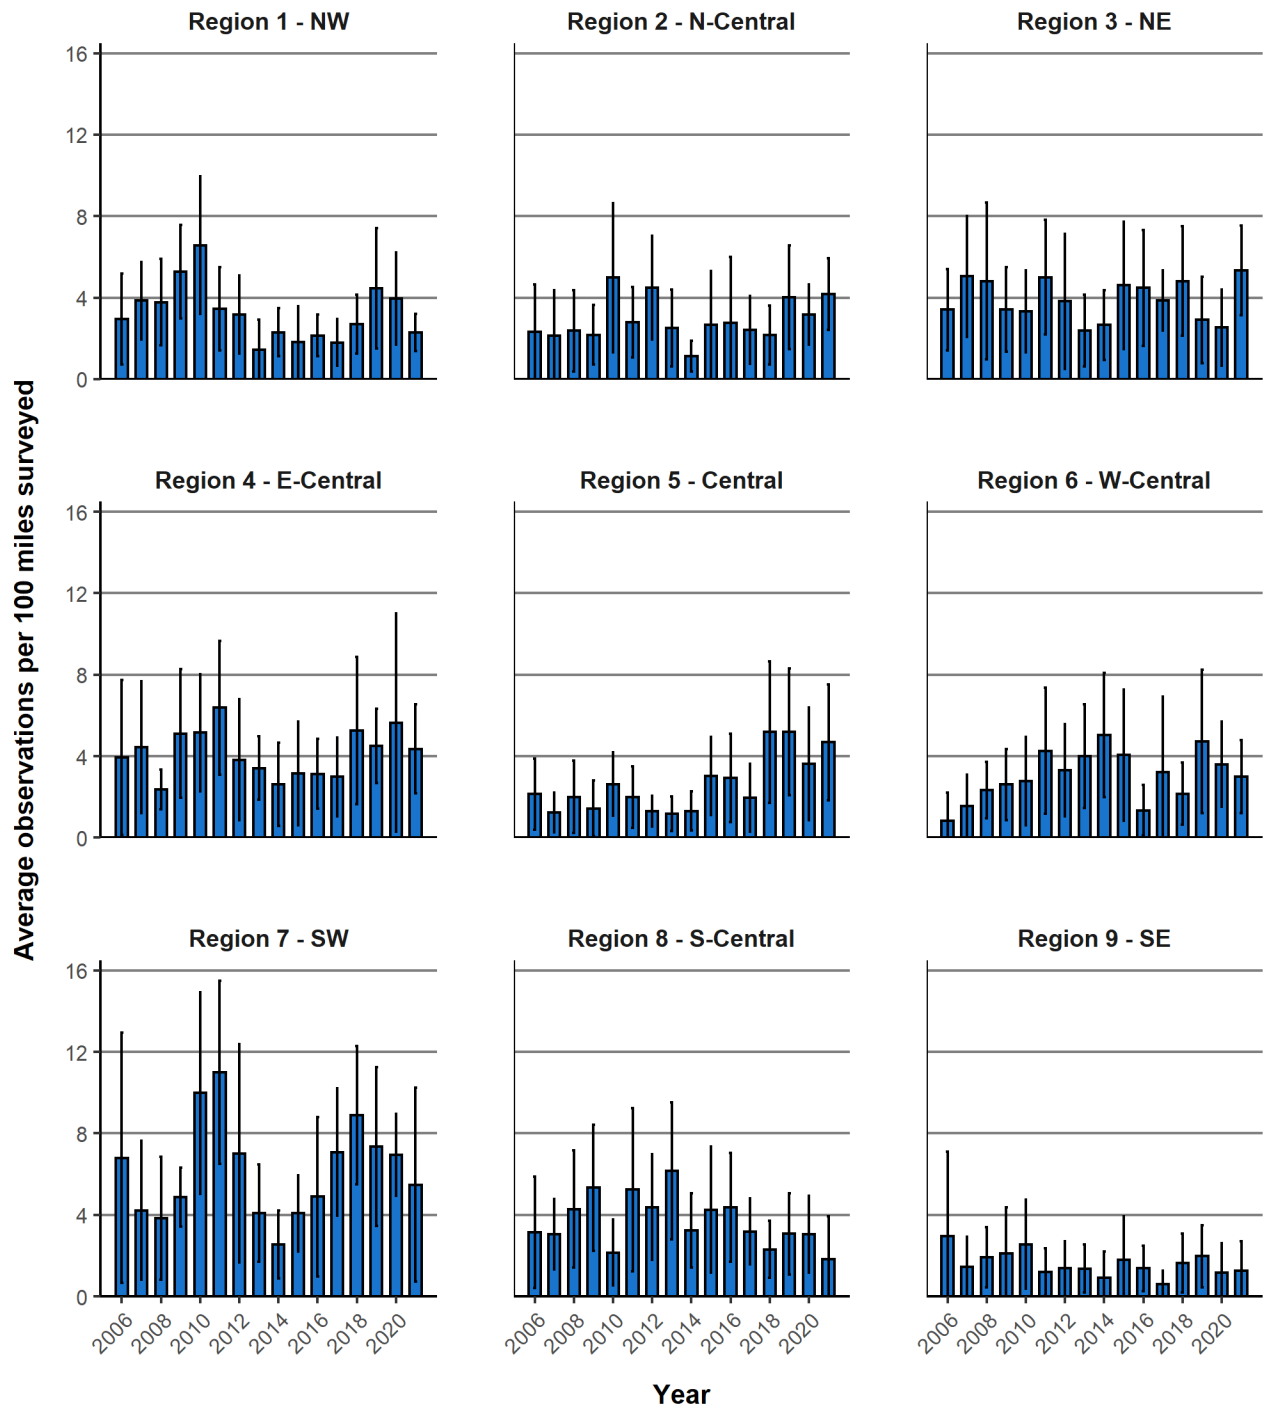 Region 1 - NW
Region 2 - N-Central
Region 3 - NE
16
12
8
4
0
Region 4 - E-Central
Region 5 - Central
Region 6 - W-Central
16
12
8
4
0
Region 7 - SW
Region 8 - S-Central
Region 9 - SE
16
12
8
4
0
2006 2008 2010 2012 2014 2016 2018 2020
2006 2008 2010 2012 2014 2016 2018 2020
2006 2008 2010 2012 2014 2016 2018 2020
Average observations per 100 miles surveyed
Year